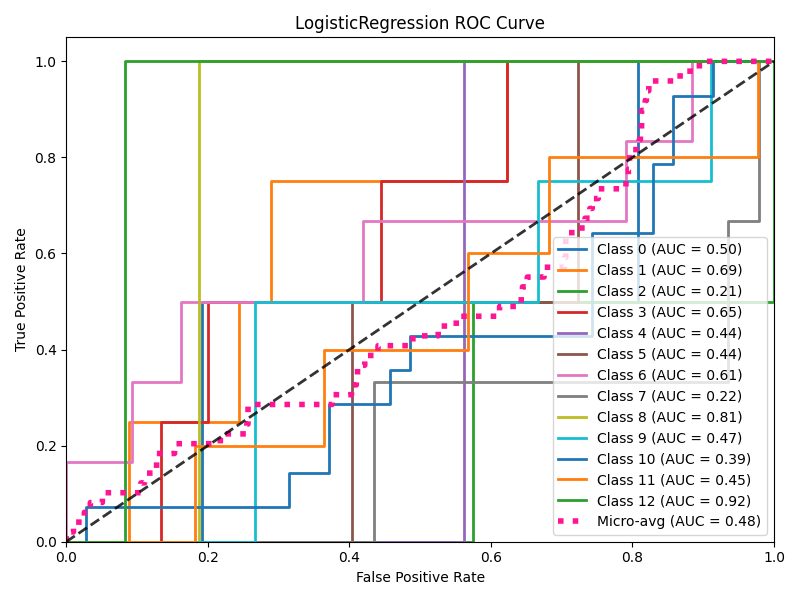 LogisticRegression ROC Curve
True Positive Rate
1.0
0.8
0.6
0.4
0.2
0.0
Class 0 (AUC = 0.50)
Class 1 (AUC = 0.69)
Class 2 (AUC = 0.21)
Class 3 (AUC = 0.65)
Class 4 (AUC = 0.44)
Class 5 (AUC = 0.44)
Class 6 (AUC = 0.61)
Class 7 (AUC = 0.22)
Class 8 (AUC = 0.81)
Class 9 (AUC = 0.47)
Class 10 (AUC = 0.39)
Class 11 (AUC = 0.45)
Class 12 (AUC = 0.92)
Micro-avg (AUC = 0.48)
0.0 0.2 0.4 0.6 0.8 1.0
False Positive Rate